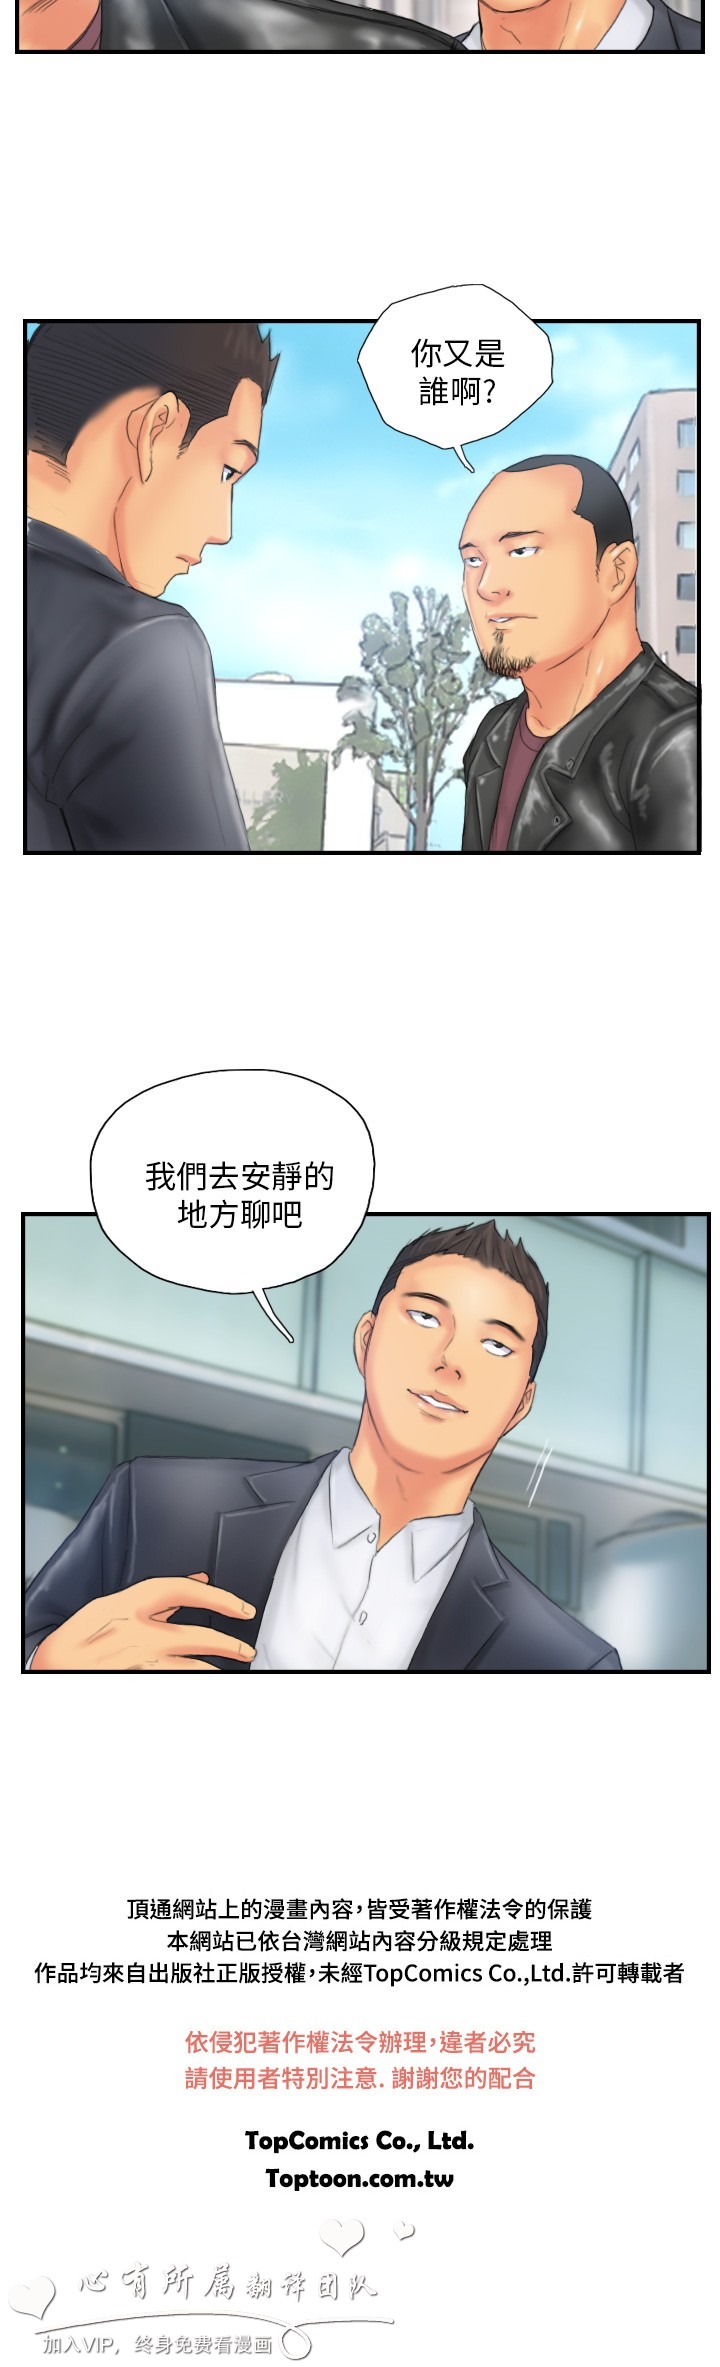 你又是
誰啊?
我們去安靜的
地方聊吧
頂通網站上的漫畫內容，皆受著作權法令的保護
本網站已依台灣網站內容分級規定處理
作品均來自出版社正版授權，未經TopComics Co.,Ltd.許可轉載者
依侵犯著作權法令辦理，違者必究
請使用者特別注意. 謝謝您的配合
TopComics Co., Ltd.
Toptoon.com.tw
心有所属翻译团队
加入VIP，终身免费看漫画